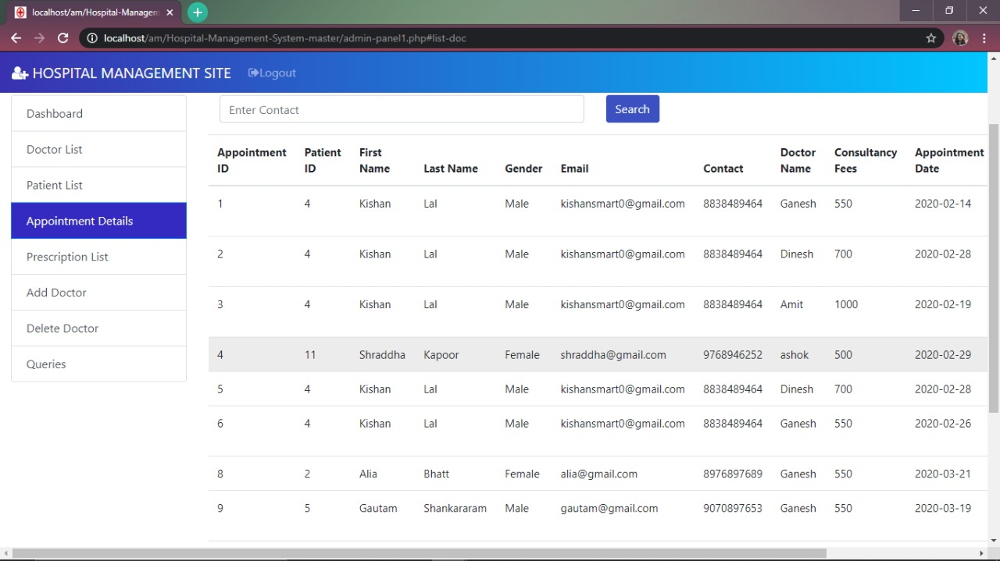 localhost/am/Hospital-Managem
localhost/am/Hospital-Management-System-master/admin-panel1.php#list-doc
HOSPITAL MANAGEMENT SITE Logout
Dashboard
Doctor List
Patient List
Appointment Details
Prescription List
Add Doctor
Delete Doctor
Queries
Enter Contact Search
Appointment ID Patient ID First Name Last Name Gender Email Contact Doctor Name Consultancy Fees Appointment Date
1 4 Kishan Lal Male kishansmart0@gmail.com 8838489464 Ganesh 550 2020-02-14
2 4 Kishan Lal Male kishansmart0@gmail.com 8838489464 Dinesh 700 2020-02-28
3 4 Kishan Lal Male kishansmart0@gmail.com 8838489464 Amit 1000 2020-02-19
4 11 Shraddha Kapoor Female shraddha@gmail.com 9768946252 ashok 500 2020-02-29
5 4 Kishan Lal Male kishansmart0@gmail.com 8838489464 Dinesh 700 2020-02-28
6 4 Kishan Lal Male kishansmart0@gmail.com 8838489464 Ganesh 550 2020-02-26
8 2 Alia Bhatt Female alia@gmail.com 8976897689 Ganesh 550 2020-03-21
9 5 Gautam Shankararam Male gautam@gmail.com 9070897653 Ganesh 550 2020-03-19